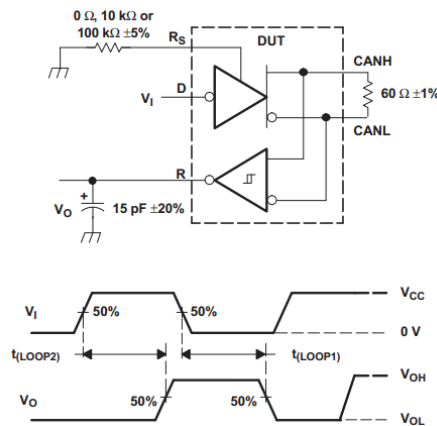 0 Ω, 10 kΩ or
100 kΩ ±5%
RS
DUT
CANH
D
VI
60 Ω ±1%
CANL
R
+
VO
15 pF ±20%
VI
50%
50%
VCC
0 V
t(LOOP2)
t(LOOP1)
VO
50%
50%
VOH
VOL